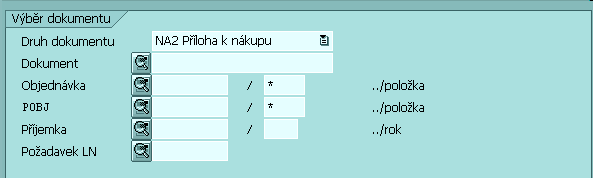 Výběr dokumentu
Druh dokumentu NA2 Příloha k nákupu
Dokument
Objednávka / * ../položka
POBJ / * ../položka
Příjemka / ../rok
Požadavek LN